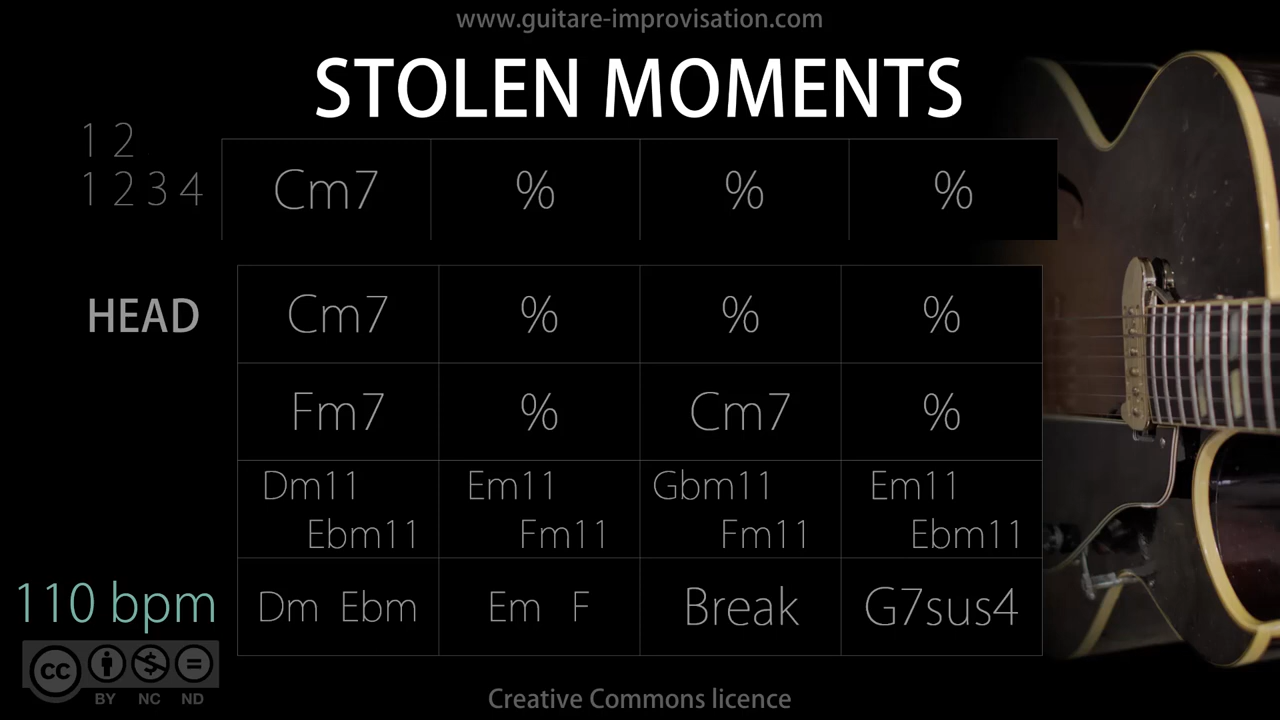 www.guitare-improvisation.com
STOLEN MOMENTS
1 2
1 2 3 4
Cm7 % % %
HEAD
Cm7 % % %
Fm7 % Cm7 %
Dm11 Em11 Gbm11 Em11
Ebm11 Fm11 Fm11 Ebm11
110 bpm
Dm Ebm Em F Break G7sus4
cc
BY NC ND
Creative Commons licence